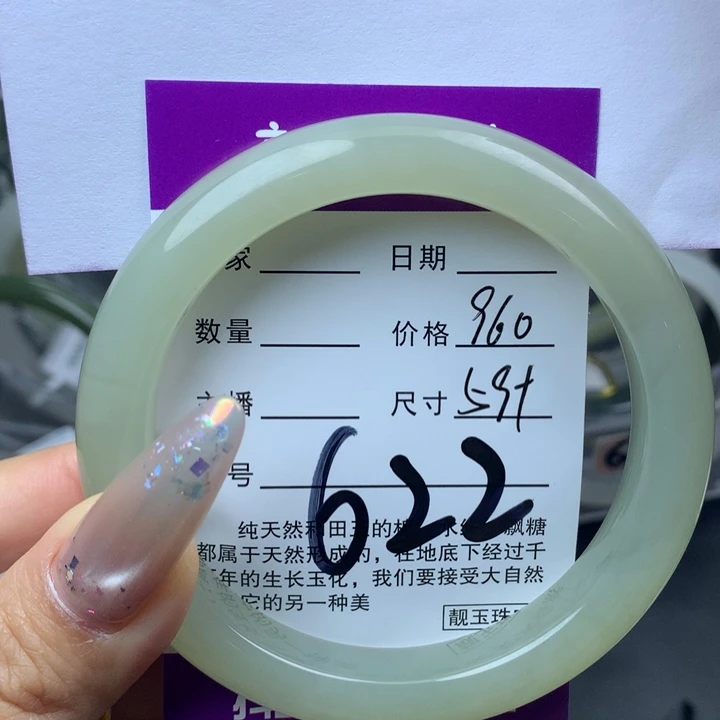 家 日期
数量 价格 960
播 尺寸 59+
号 622
纯天然和田玉的 飘糖
都属于天然形成的，在地底下经过千
年的生长玉花，我们要接受大自然
它的另一种美
靓玉珠